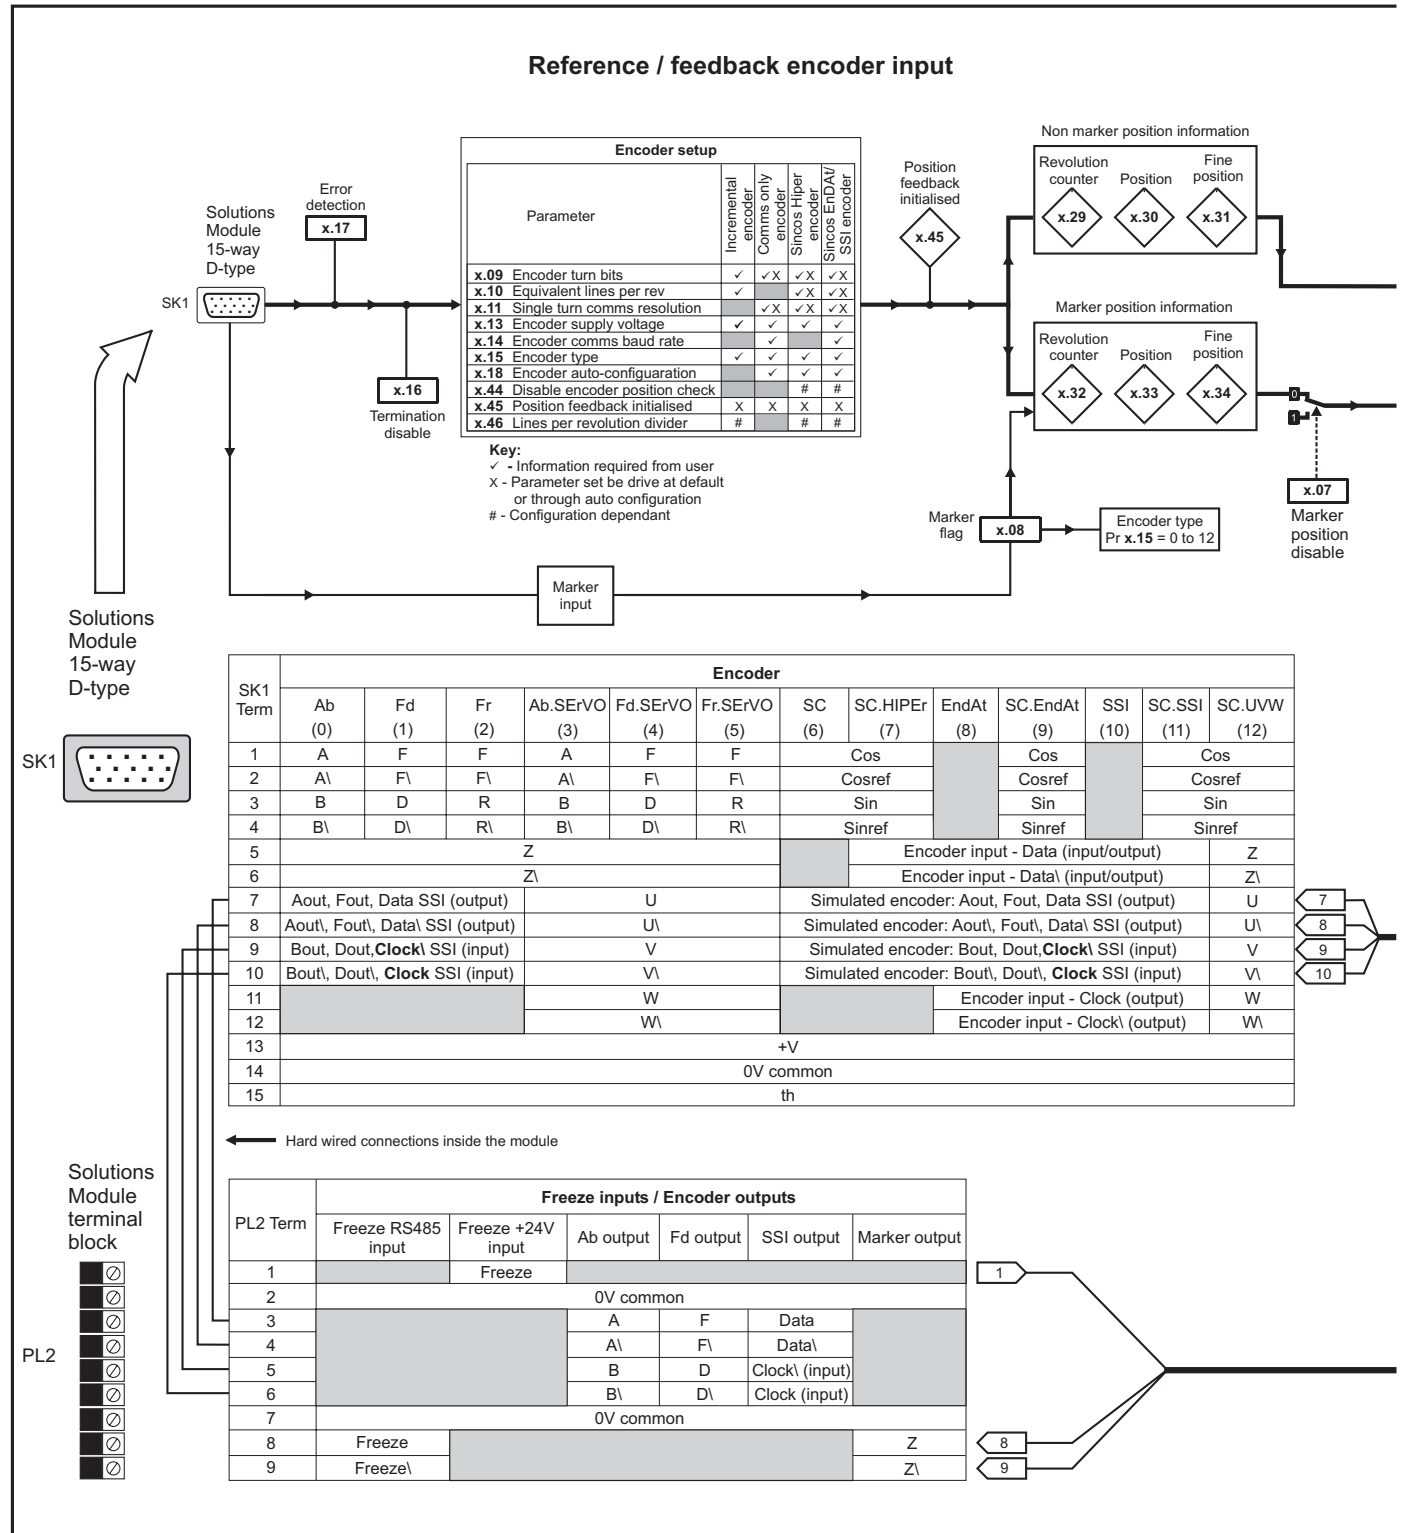 Reference / feedback encoder input
Non marker position information
Revolution counter
Position
Fine position
x.29
x.30
x.31
Position feedback initialised
x.45
Error detection
x.17
Solutions Module 15-way D-type
SK1
x.16
Termination disable
Encoder setup
Parameter
Incremental encoder
Comms only encoder
Sincos Hiper encoder
Sincos EnDAt/ SSI encoder
x.09 Encoder turn bits ✓ ✓X ✓X ✓X
x.10 Equivalent lines per rev ✓ ✓X ✓X
x.11 Single turn comms resolution ✓X ✓X ✓X
x.13 Encoder supply voltage ✓ ✓ ✓ ✓
x.14 Encoder comms baud rate ✓ ✓
x.15 Encoder type ✓ ✓ ✓ ✓
x.18 Encoder auto-configuaration ✓ ✓ ✓
x.44 Disable encoder position check # #
x.45 Position feedback initialised X X X X
x.46 Lines per revolution divider # # #
Key:
✓ - Information required from user
X - Parameter set be drive at default
or through auto configuration
# - Configuration dependant
Marker position information
Revolution counter
Position
Fine position
x.32
x.33
x.34
0
1
x.07
Marker position disable
Marker flag
x.08
Encoder type
Pr x.15 = 0 to 12
Marker input
Solutions
Module
15-way
D-type
SK1
SK1 Term
Encoder
Ab (0)
Fd (1)
Fr (2)
Ab.SErVO (3)
Fd.SErVO (4)
Fr.SErVO (5)
SC (6)
SC.HIPEr (7)
EndAt (8)
SC.EndAt (9)
SSI (10)
SC.SSI (11)
SC.UVW (12)
1 A F F A F F Cos Cos Cos
2 A\ F\ F\ A\ F\ F\ Cosref Cosref Cosref
3 B D R B D R Sin Sin Sin
4 B\ D\ R\ B\ D\ R\ Sinref Sinref Sinref
5 Z Encoder input - Data (input/output) Z
6 Z\ Encoder input - Data\ (input/output) Z\
7 Aout, Fout, Data SSI (output) U Simulated encoder: Aout, Fout, Data SSI (output) U 7
8 Aout\, Fout\, Data\ SSI (output) U\ Simulated encoder: Aout\, Fout\, Data\ SSI (output) U\ 8
9 Bout, Dout,Clock\ SSI (input) V Simulated encoder: Bout, Dout,Clock\ SSI (input) V 9
10 Bout\, Dout\, Clock SSI (input) V\ Simulated encoder: Bout\, Dout\, Clock SSI (input) V\ 10
11 W Encoder input - Clock (output) W
12 W\ Encoder input - Clock\ (output) W\
13 +V
14 0V common
15 th
Hard wired connections inside the module
Solutions
Module
terminal
block
PL2
PL2 Term
Freeze inputs / Encoder outputs
Freeze RS485 input
Freeze +24V input
Ab output
Fd output
SSI output
Marker output
1 Freeze 1
2 0V common
3 A F Data
4 A\ F\ Data\
5 B D Clock\ (input)
6 B\ D\ Clock (input)
7 0V common
8 Freeze Z 8
9 Freeze\ Z\ 9